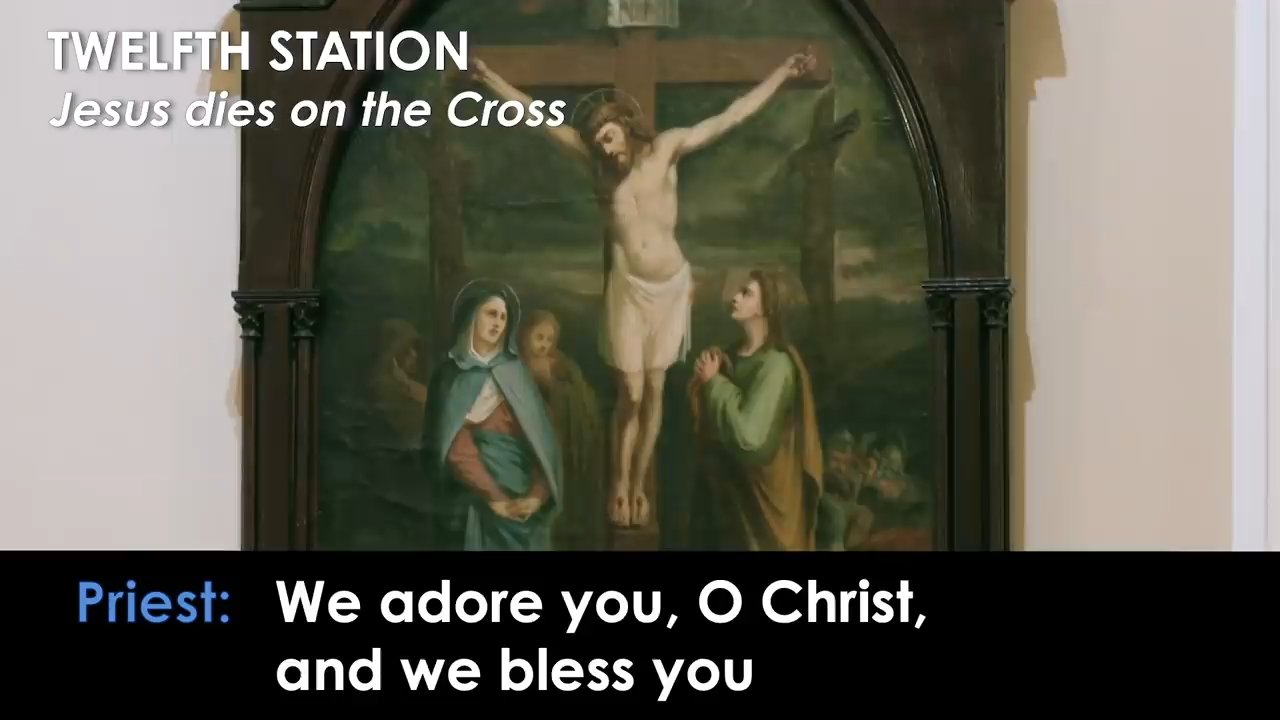 TWELFTH STATION
Jesus dies on the Cross
Priest: We adore you, O Christ,
and we bless you